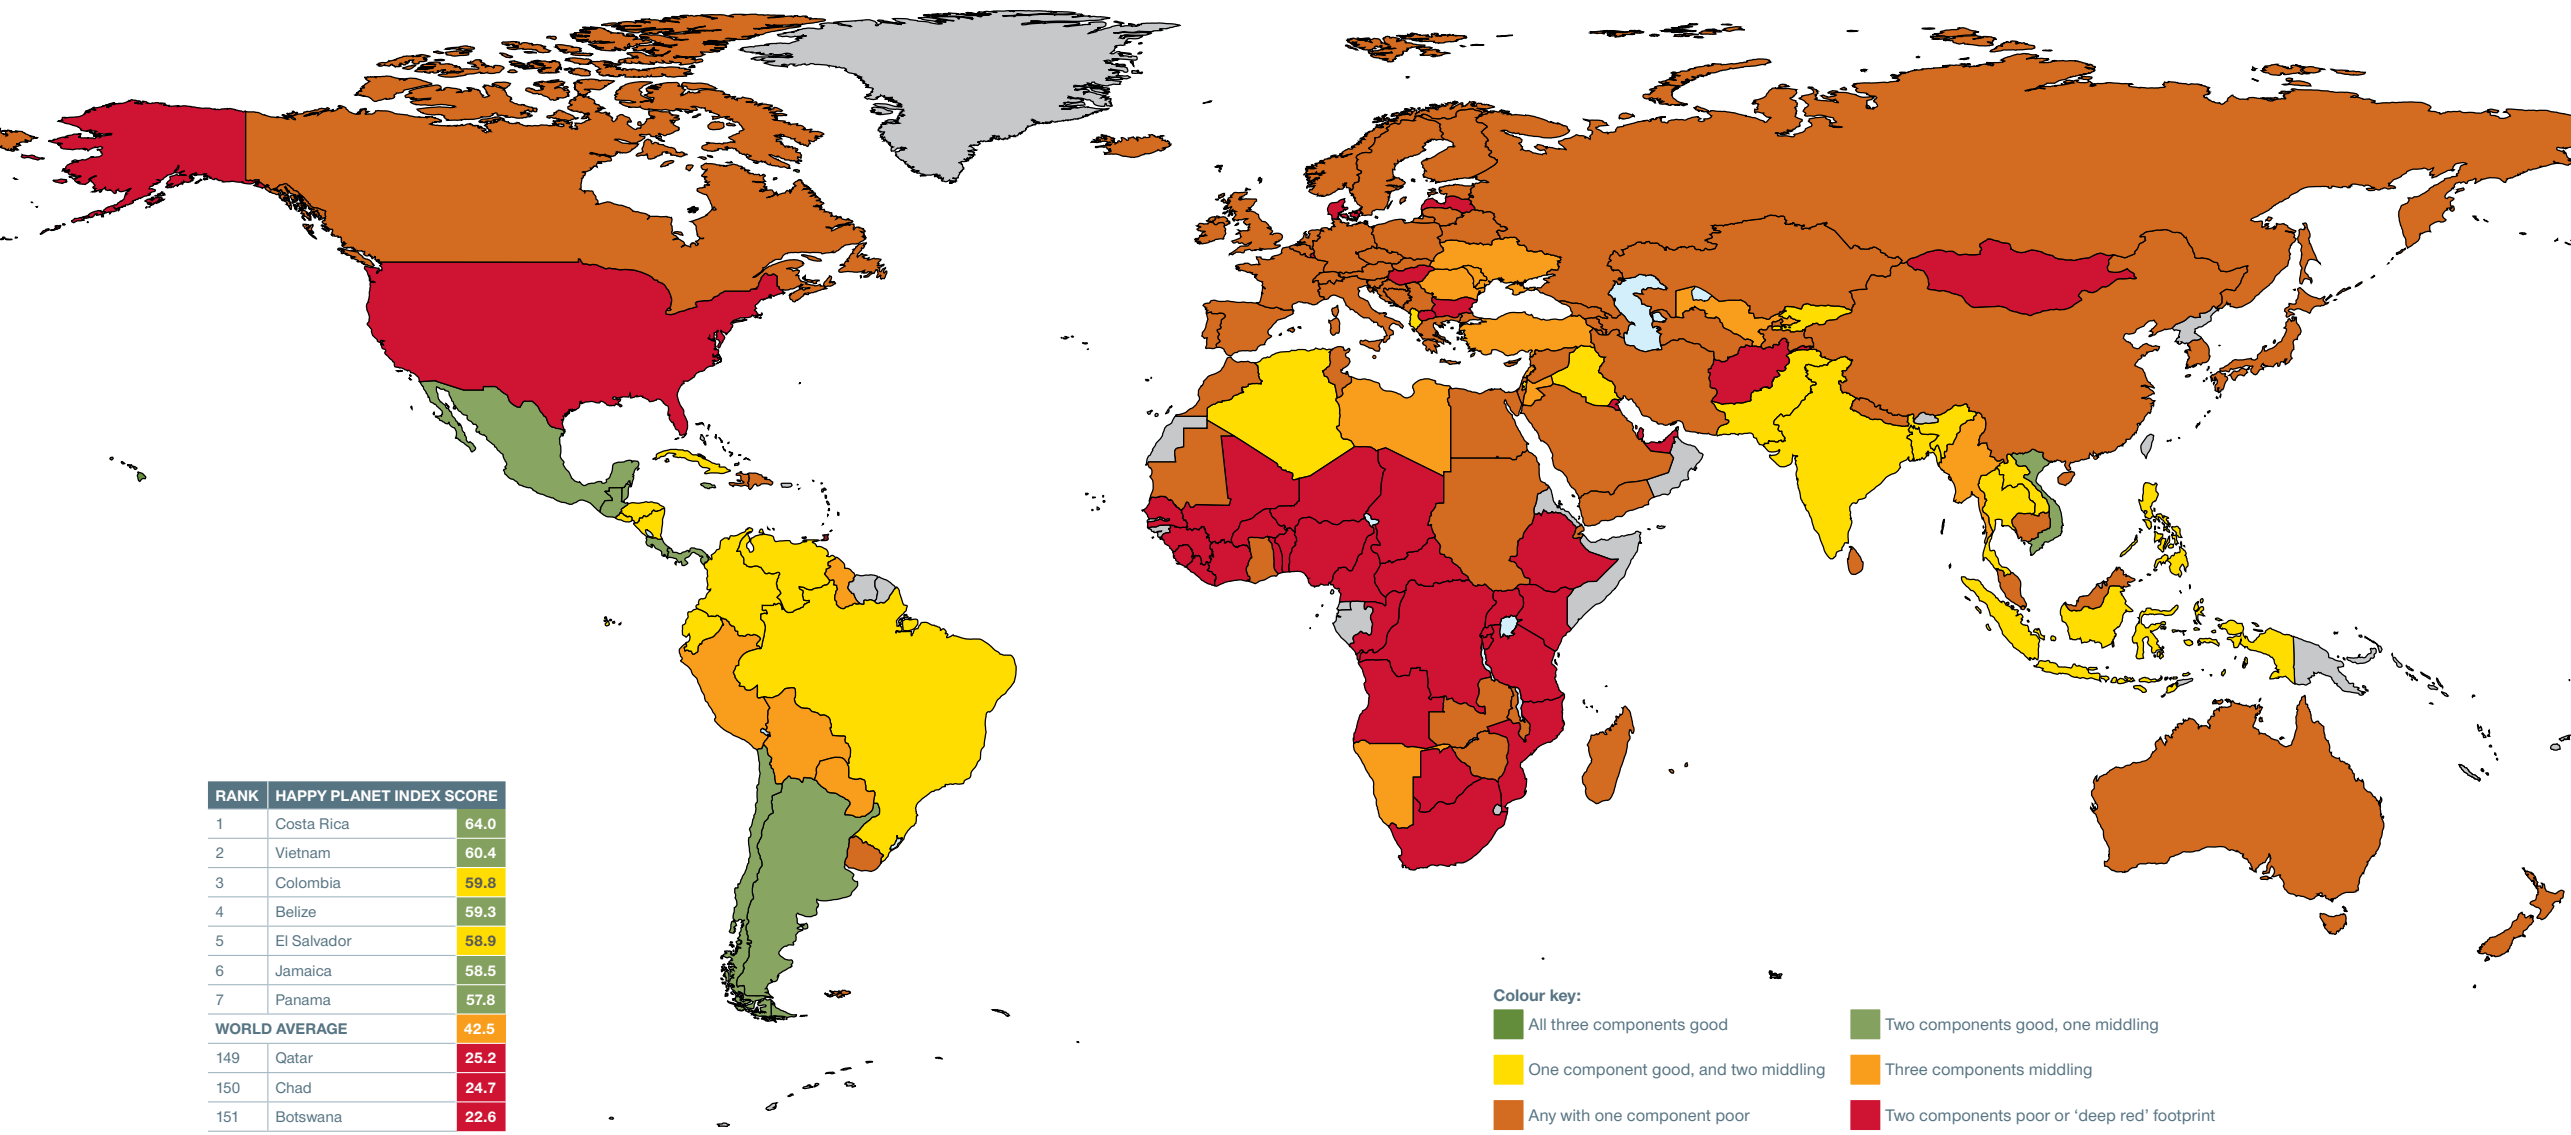 RANK HAPPY PLANET INDEX SCORE
1 Costa Rica 64.0
2 Vietnam 60.4
3 Colombia 59.8
4 Belize 59.3
5 El Salvador 58.9
6 Jamaica 58.5
7 Panama 57.8
WORLD AVERAGE 42.5
149 Qatar 25.2
150 Chad 24.7
151 Botswana 22.6
Colour key:
All three components good
Two components good, one middling
One component good, and two middling
Three components middling
Any with one component poor
Two components poor or ‘deep red’ footprint